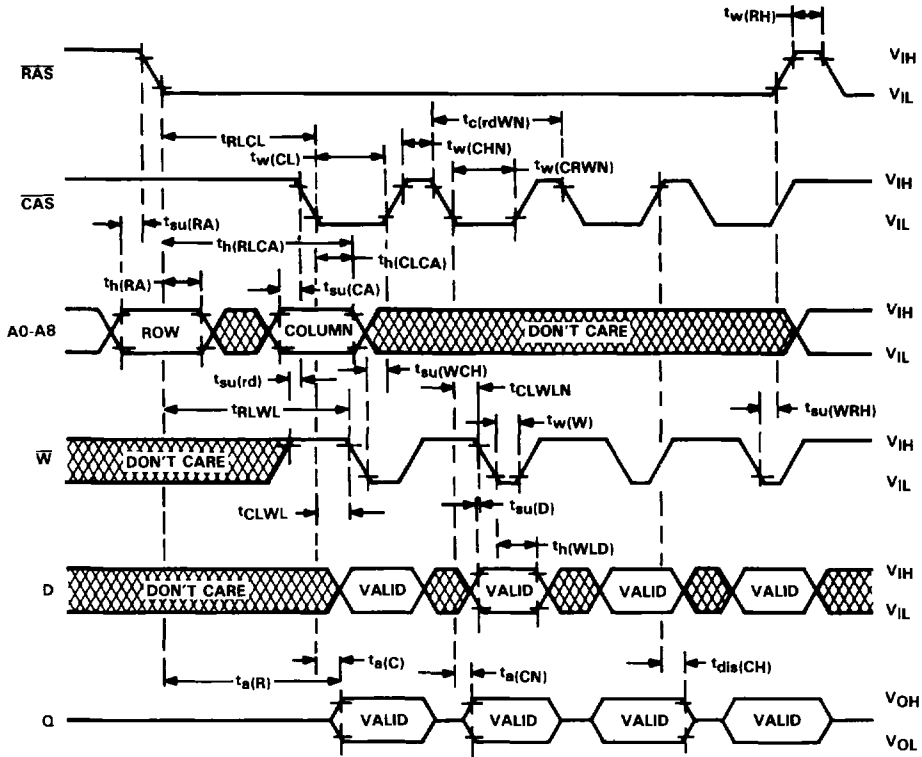 tw(RH)
RAS
VIH
VIL
tRLCL
tc(rdWN)
tw(CL)
tw(CHN)
tw(CRWN)
CAS
VIH
VIL
tsu(RA)
th(RLCA)
th(CLCA)
th(RA)
tsu(CA)
A0-A8
ROW
COLUMN
DON'T CARE
VIH
VIL
tsu(rd)
tsu(WCH)
tCLWLN
tRLWL
tw(W)
tsu(WRH)
W
DON'T CARE
VIH
VIL
tCLWL
tsu(D)
th(WLD)
D
DON'T CARE
VALID
VALID
VALID
VALID
VIH
VIL
ta(C)
ta(R)
ta(CN)
tdis(CH)
Q
VALID
VALID
VALID
VALID
VOH
VOL